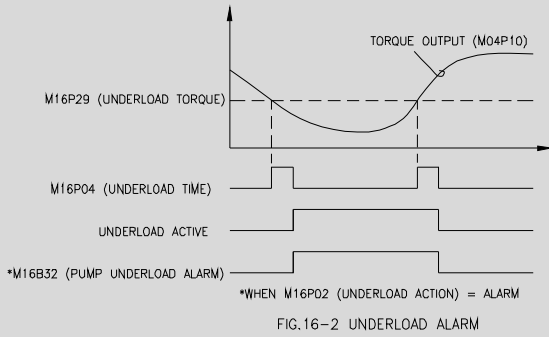 TORQUE OUTPUT (M04P10)
M16P29 (UNDERLOAD TORQUE)
M16P04 (UNDERLOAD TIME)
UNDERLOAD ACTIVE
*M16B32 (PUMP UNDERLOAD ALARM)
*WHEN M16P02 (UNDERLOAD ACTION) = ALARM
FIG.16-2 UNDERLOAD ALARM